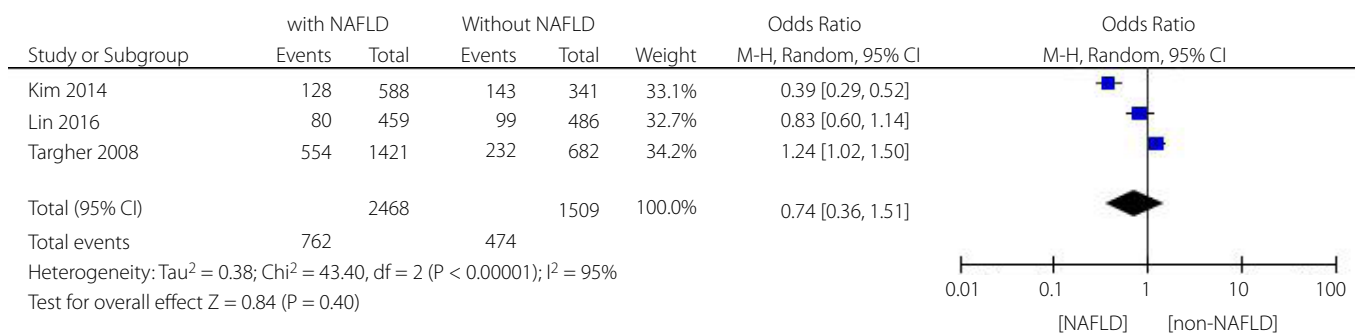 with NAFLD Without NAFLD Odds Ratio Odds Ratio
Study or Subgroup Events Total Events Total Weight M-H, Random, 95% CI M-H, Random, 95% CI
Kim 2014 128 588 143 341 33.1% 0.39 [0.29, 0.52]
Lin 2016 80 459 99 486 32.7% 0.83 [0.60, 1.14]
Targher 2008 554 1421 232 682 34.2% 1.24 [1.02, 1.50]
Total (95% CI) 2468 1509 100.0% 0.74 [0.36, 1.51]
Total events 762 474
Heterogeneity: Tau² = 0.38; Chi² = 43.40, df = 2 (P < 0.00001); I² = 95%
Test for overall effect Z = 0.84 (P = 0.40)
0.01 0.1 1 10 100
[NAFLD] [non-NAFLD]